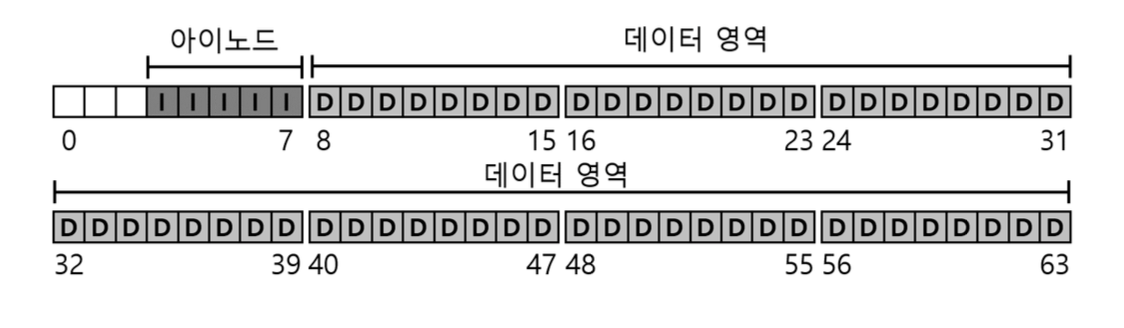 아이노드 데이터 영역
I I I I I D D D D D D D D D D D D D D D D D D D D D D D D
0 7 8 15 16 23 24 31
데이터 영역
D D D D D D D D D D D D D D D D D D D D D D D D D D D D D D D D
32 39 40 47 48 55 56 63